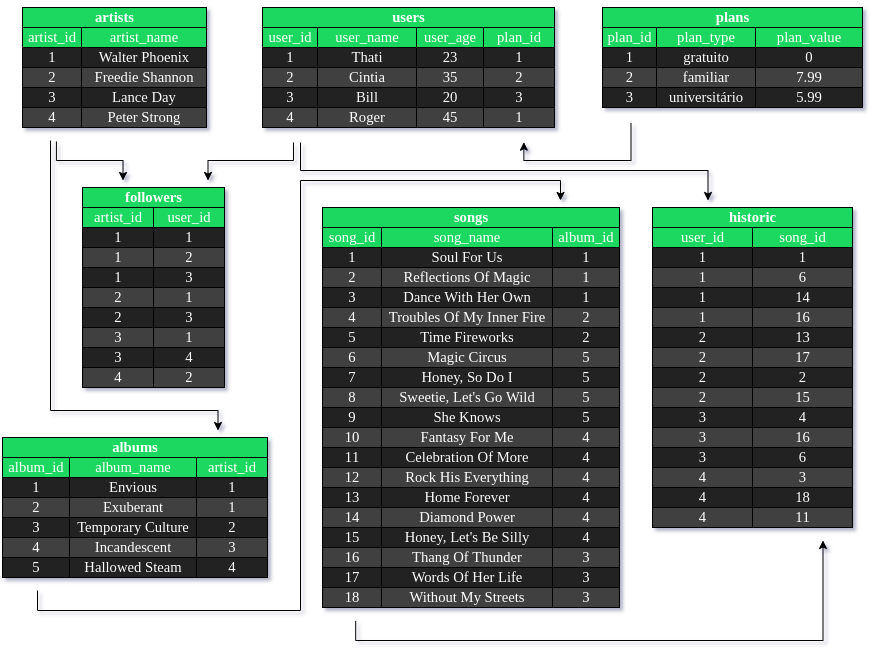 artists
artist_id artist_name
1 Walter Phoenix
2 Freedie Shannon
3 Lance Day
4 Peter Strong
users
user_id user_name user_age plan_id
1 Thati 23 1
2 Cintia 35 2
3 Bill 20 3
4 Roger 45 1
plans
plan_id plan_type plan_value
1 gratuito 0
2 familiar 7.99
3 universitário 5.99
followers
artist_id user_id
1 1
1 2
1 3
2 1
2 3
3 1
3 4
4 2
songs
song_id song_name album_id
1 Soul For Us 1
2 Reflections Of Magic 1
3 Dance With Her Own 1
4 Troubles Of My Inner Fire 2
5 Time Fireworks 2
6 Magic Circus 5
7 Honey, So Do I 5
8 Sweetie, Let's Go Wild 5
9 She Knows 5
10 Fantasy For Me 4
11 Celebration Of More 4
12 Rock His Everything 4
13 Home Forever 4
14 Diamond Power 4
15 Honey, Let's Be Silly 4
16 Thang Of Thunder 3
17 Words Of Her Life 3
18 Without My Streets 3
historic
user_id song_id
1 1
1 6
1 14
1 16
2 13
2 17
2 2
2 15
3 4
3 16
3 6
4 3
4 18
4 11
albums
album_id album_name artist_id
1 Envious 1
2 Exuberant 1
3 Temporary Culture 2
4 Incandescent 3
5 Hallowed Steam 4